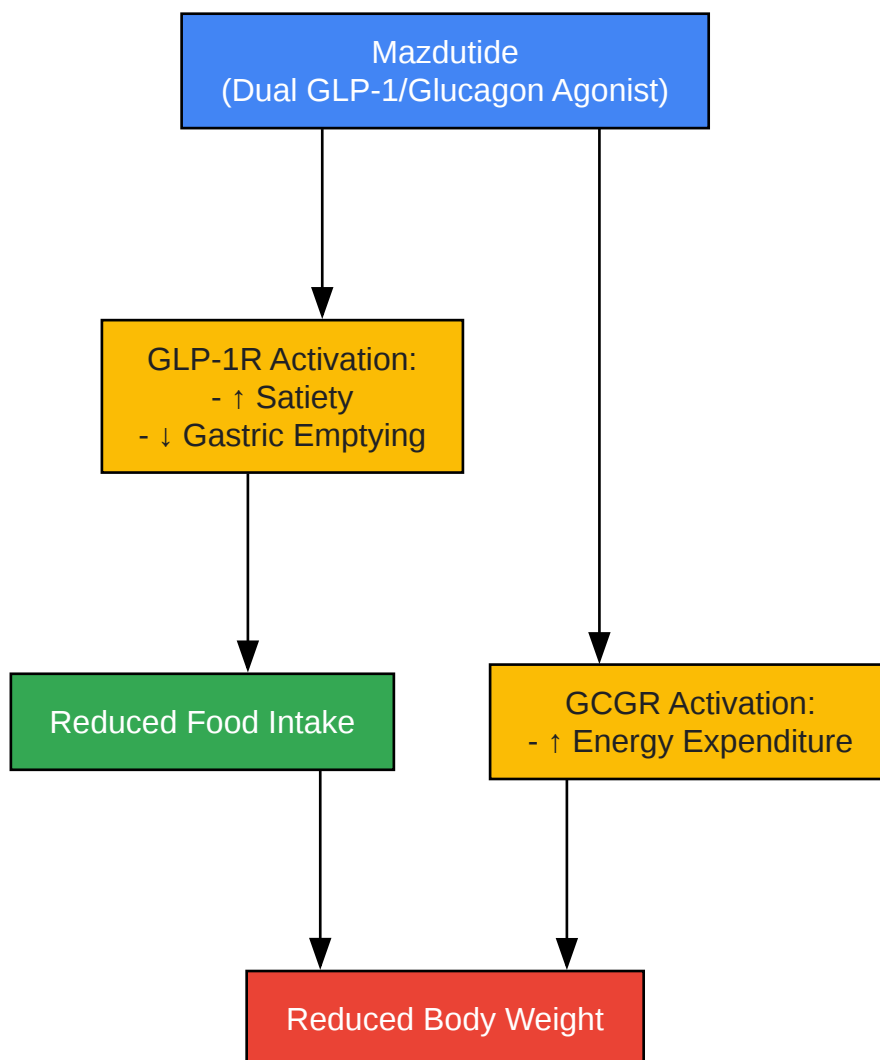 Mazdutide
(Dual GLP-1/Glucagon Agonist)
GLP-1R Activation:
- ↑ Satiety
- ↓ Gastric Emptying
Reduced Food Intake
GCGR Activation:
- ↑ Energy Expenditure
Reduced Body Weight